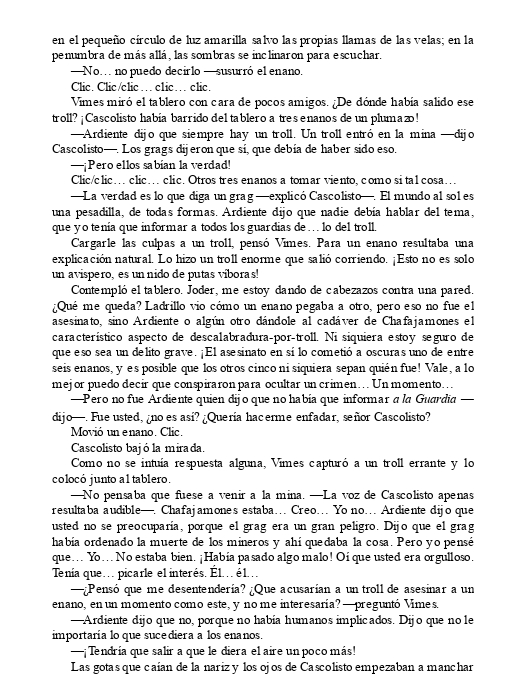 en el pequeño círculo de luz amarilla salvo las propias llamas de las velas; en la
penumbra de más allá, las sombras se inclinaron para escuchar.
—No… no puedo decirlo —susurró el enano.
Clic. Clic/clic… clic… clic.
Vimes miró el tablero con cara de pocos amigos. ¿De dónde había salido ese
troll? ¡Cascolisto había barrido del tablero a tres enanos de un plumazo!
—Ardiente dijo que siempre hay un troll. Un troll entró en la mina —dijo
Cascolisto—. Los grags dijeron que sí, que debía de haber sido eso.
—¡Pero ellos sabían la verdad!
Clic/clic… clic… clic. Otros tres enanos a tomar viento, como si tal cosa…
—La verdad es lo que diga un grag —explicó Cascolisto—. El mundo al sol es
una pesadilla, de todas formas. Ardiente dijo que nadie debía hablar del tema,
que yo tenía que informar a todos los guardias de… lo del troll.
Cargarle las culpas a un troll, pensó Vimes. Para un enano resultaba una
explicación natural. Lo hizo un troll enorme que salió corriendo. ¡Esto no es solo
un avispero, es un nido de putas víboras!
Contempló el tablero. Joder, me estoy dando de cabezazos contra una pared.
¿Qué me queda? Ladrillo vio cómo un enano pegaba a otro, pero eso no fue el
asesinato, sino Ardiente o algún otro dándole al cadáver de Chafajamones el
característico aspecto de descalabradura-por-troll. Ni siquiera estoy seguro de
que eso sea un delito grave. ¡El asesinato en sí lo cometió a oscuras uno de entre
seis enanos, y es posible que los otros cinco ni siquiera sepan quién fue! Vale, a lo
mejor puedo decir que conspiraron para ocultar un crimen… Un momento…
—Pero no fue Ardiente quien dijo que no había que informar a la Guardia —
dijo—. Fue usted, ¿no es así? ¿Quería hacerme enfadar, señor Cascolisto?
Movió un enano. Clic.
Cascolisto bajó la mirada.
Como no se intuía respuesta alguna, Vimes capturó a un troll errante y lo
colocó junto al tablero.
—No pensaba que fuese a venir a la mina. —La voz de Cascolisto apenas
resultaba audible—. Chafajamones estaba… Creo… Yo no… Ardiente dijo que
usted no se preocuparía, porque el grag era un gran peligro. Dijo que el grag
había ordenado la muerte de los mineros y ahí quedaba la cosa. Pero yo pensé
que… Yo… No estaba bien. ¡Había pasado algo malo! Oí que usted era orgulloso.
Tenía que… picarle el interés. Él… él…
—¿Pensó que me desentendería? ¿Que acusarían a un troll de asesinar a un
enano, en un momento como este, y no me interesaría? —preguntó Vimes.
—Ardiente dijo que no, porque no había humanos implicados. Dijo que no le
importaría lo que sucediera a los enanos.
—¡Tendría que salir a que le diera el aire un poco más!
Las gotas que caían de la nariz y los ojos de Cascolisto empezaban a manchar